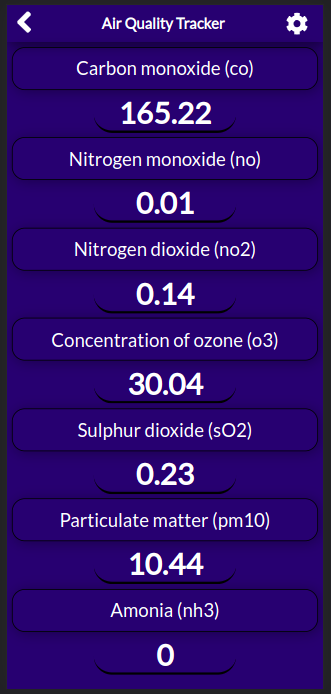 Air Quality Tracker
Carbon monoxide (co)
165.22
Nitrogen monoxide (no)
0.01
Nitrogen dioxide (no2)
0.14
Concentration of ozone (o3)
30.04
Sulphur dioxide (sO2)
0.23
Particulate matter (pm10)
10.44
Amonia (nh3)
0